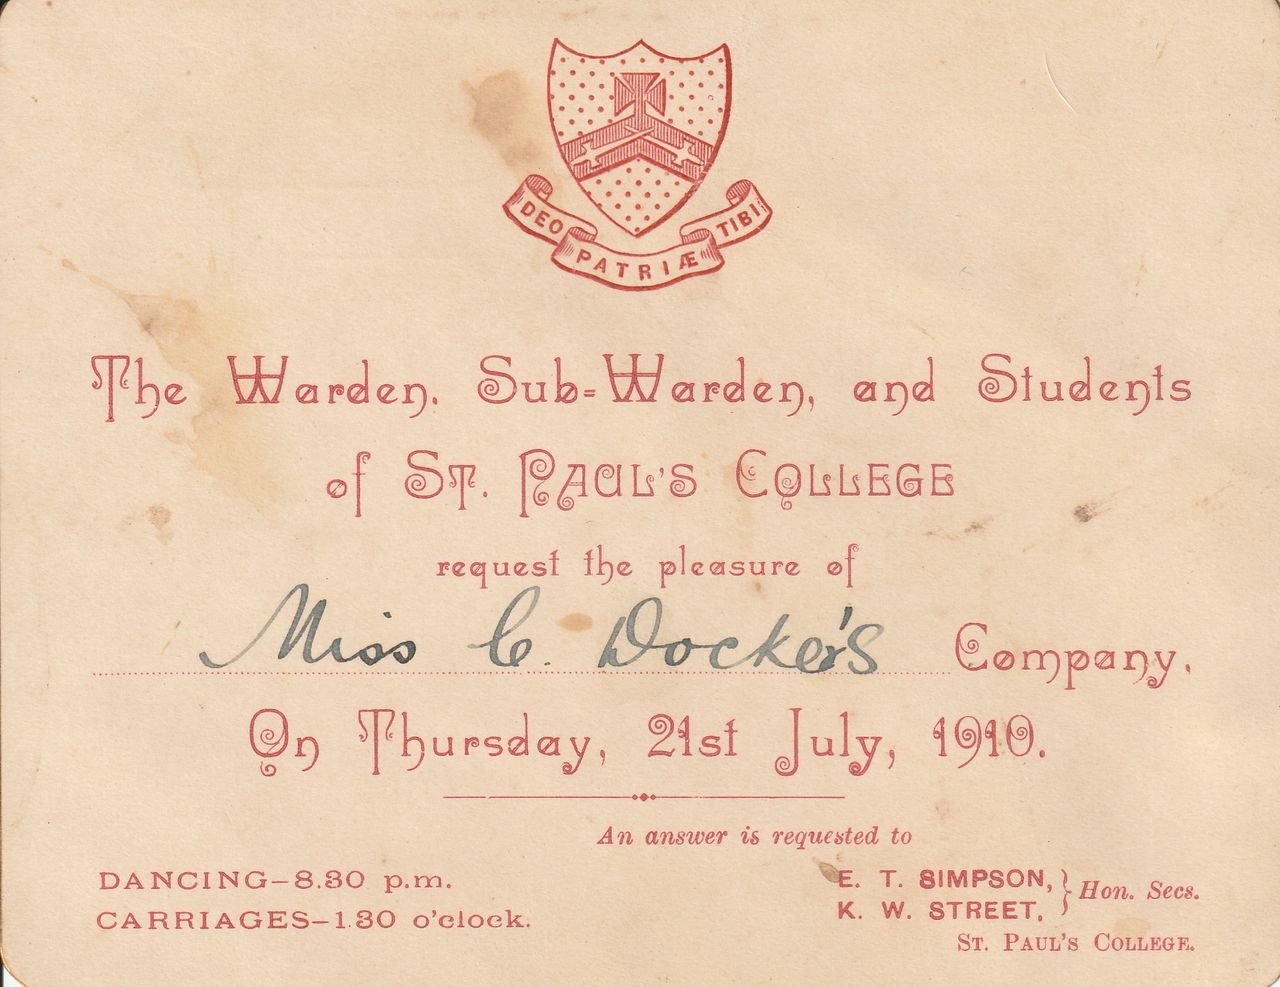 DEO PATRIÆ TIBI
The Warden, Sub-Warden, and Students
of ST. PAUL'S COLLEGE
request the pleasure of
Miss C. Docker's Company.
On Thursday, 21st July, 1910.
An answer is requested to
DANCING-8.30 p.m.
CARRIAGES-1.30 o'clock.
E. T. SIMPSON,
K. W. STREET,
} Hon. Secs.
ST. PAUL'S COLLEGE.